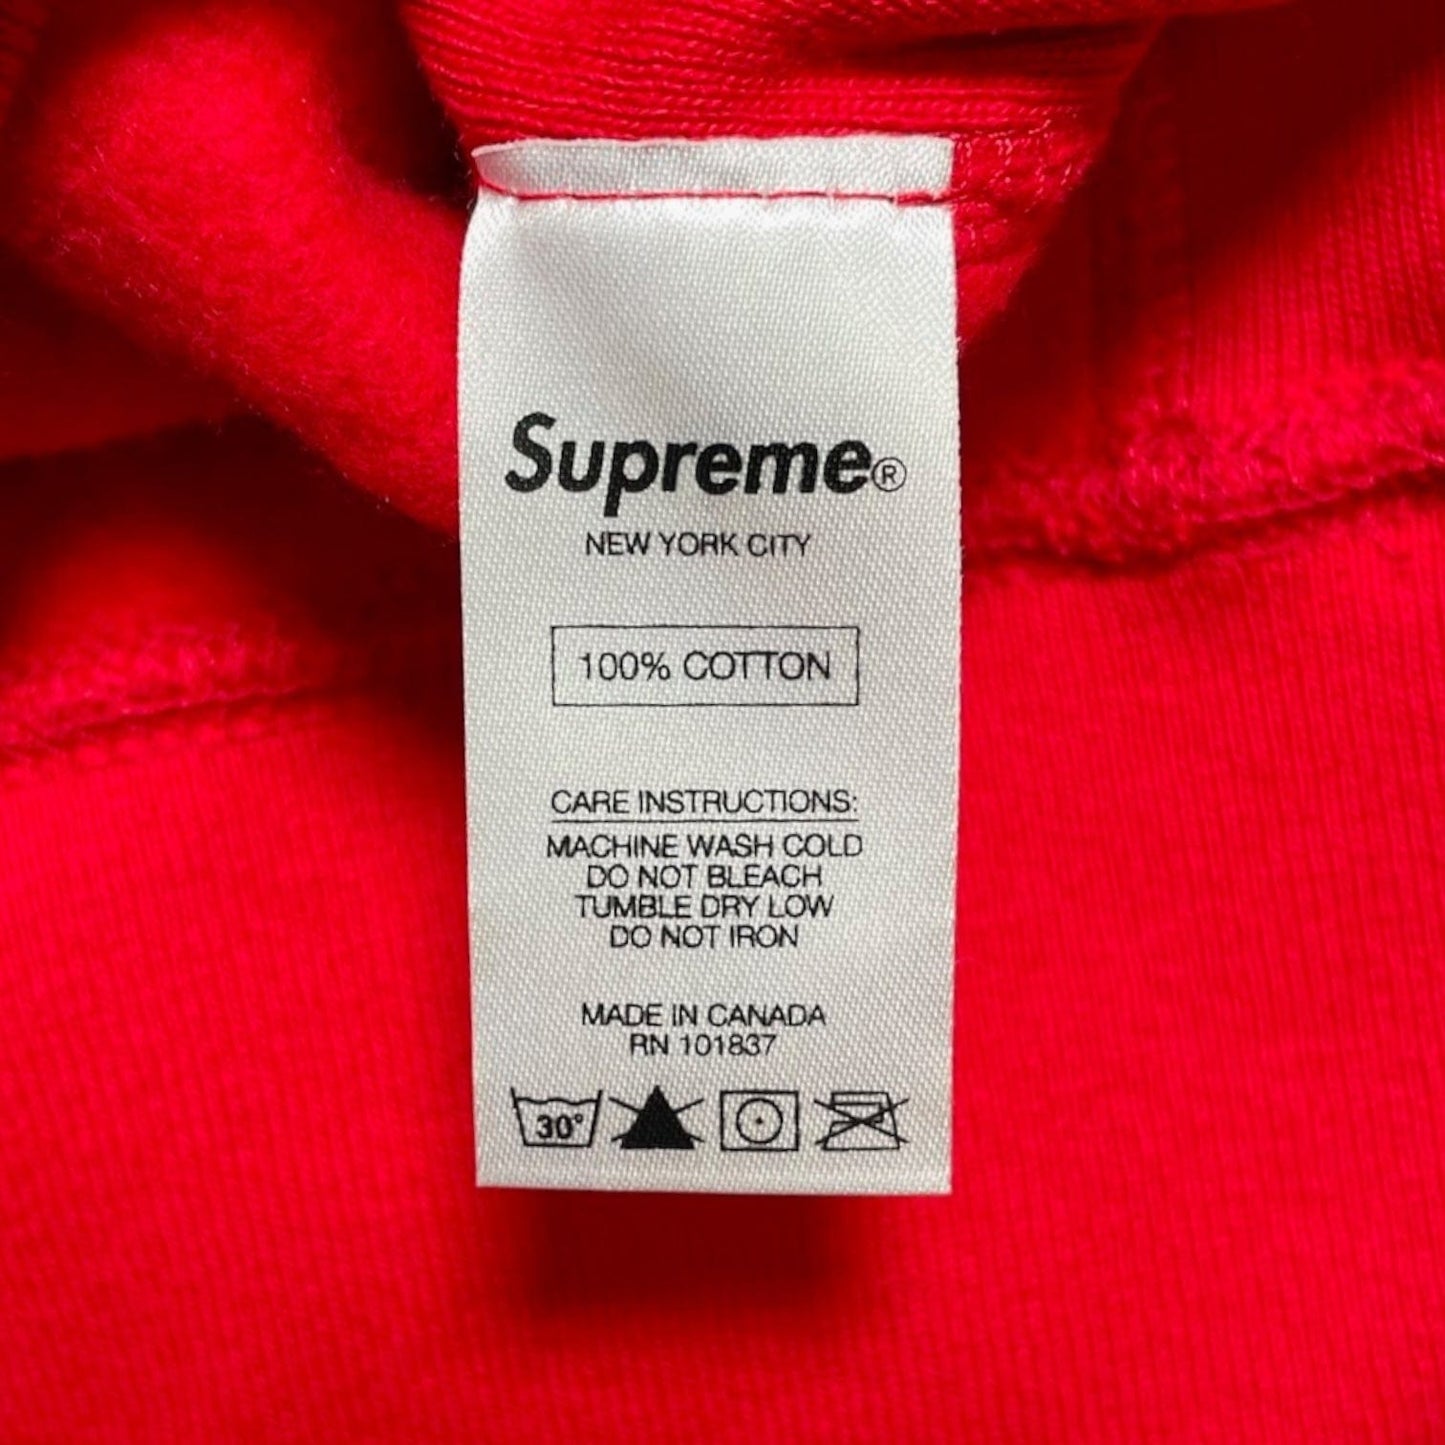 Supreme®
NEW YORK CITY
100% COTTON
CARE INSTRUCTIONS:
MACHINE WASH COLD
DO NOT BLEACH
TUMBLE DRY LOW
DO NOT IRON
MADE IN CANADA
RN 101837
30°